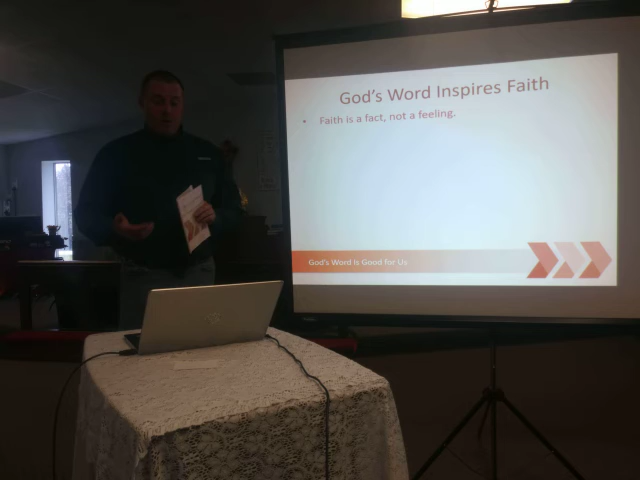 God's Word Inspires Faith
• Faith is a fact, not a feeling.
God's Word Is Good for Us